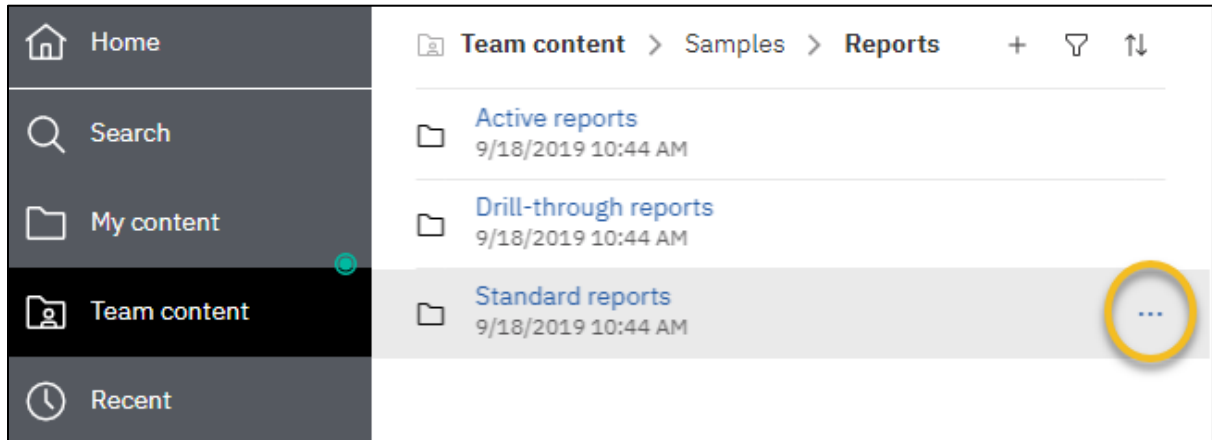 Home
Search
My content
Team content
Recent
Team content > Samples > Reports
Active reports
9/18/2019 10:44 AM
Drill-through reports
9/18/2019 10:44 AM
Standard reports
9/18/2019 10:44 AM